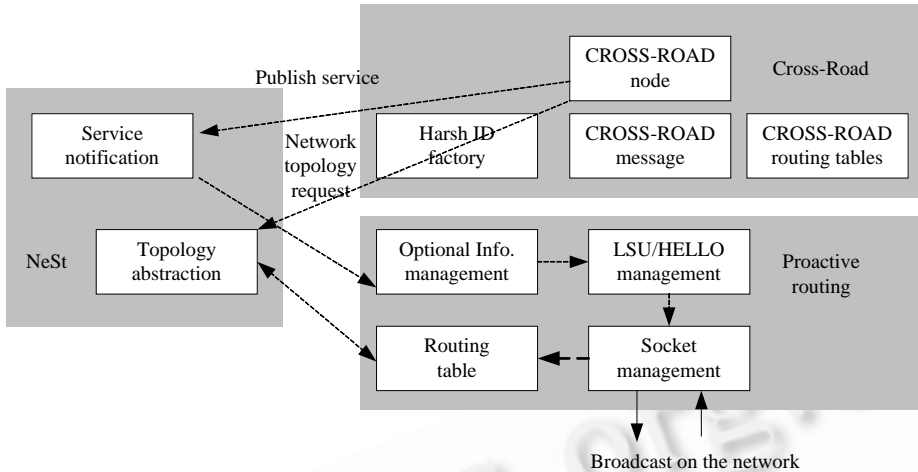 CROSS-ROAD
node
Cross-Road
Publish service
Service
notification
Network
topology
request
Harsh ID
factory
CROSS-ROAD
message
CROSS-ROAD
routing tables
NeSt
Topology
abstraction
Optional Info.
management
LSU/HELLO
management
Proactive
routing
Routing
table
Socket
management
Broadcast on the network